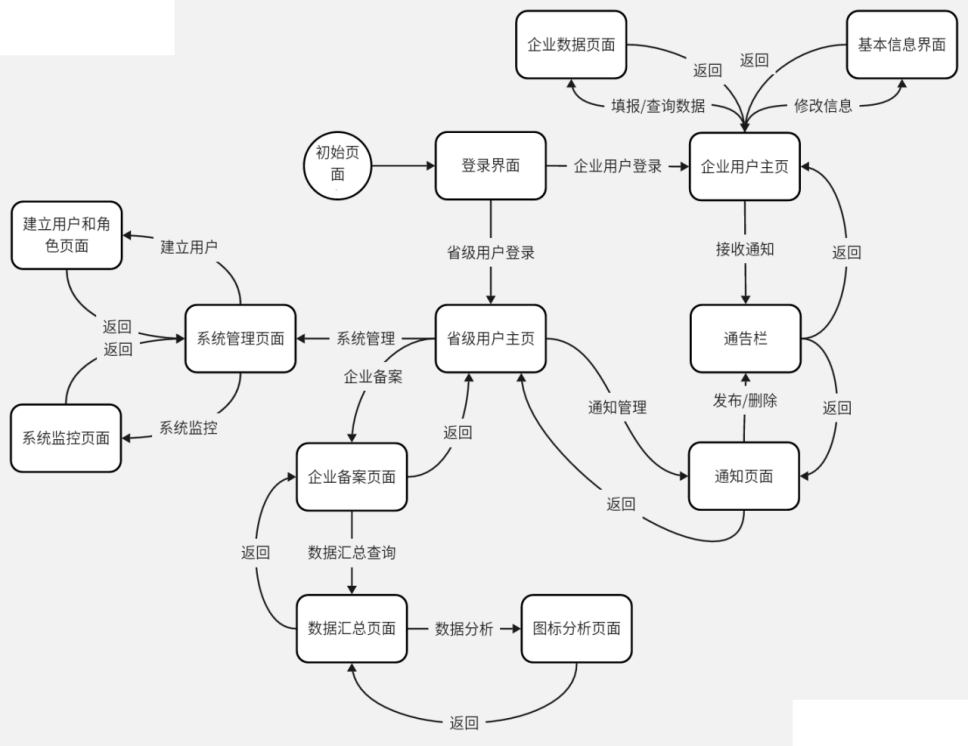 企业数据页面
基本信息界面
返回
返回
填报/查询数据
修改信息
初始页
面
登录界面
企业用户登录
企业用户主页
建立用户和角
色页面
建立用户
省级用户登录
接收通知
返回
返回
返回
系统管理页面
系统管理
省级用户主页
通告栏
企业备案
系统监控页面
系统监控
返回
通知管理
发布/删除
返回
企业备案页面
通知页面
返回
返回
数据汇总查询
数据汇总页面
数据分析
图标分析页面
返回